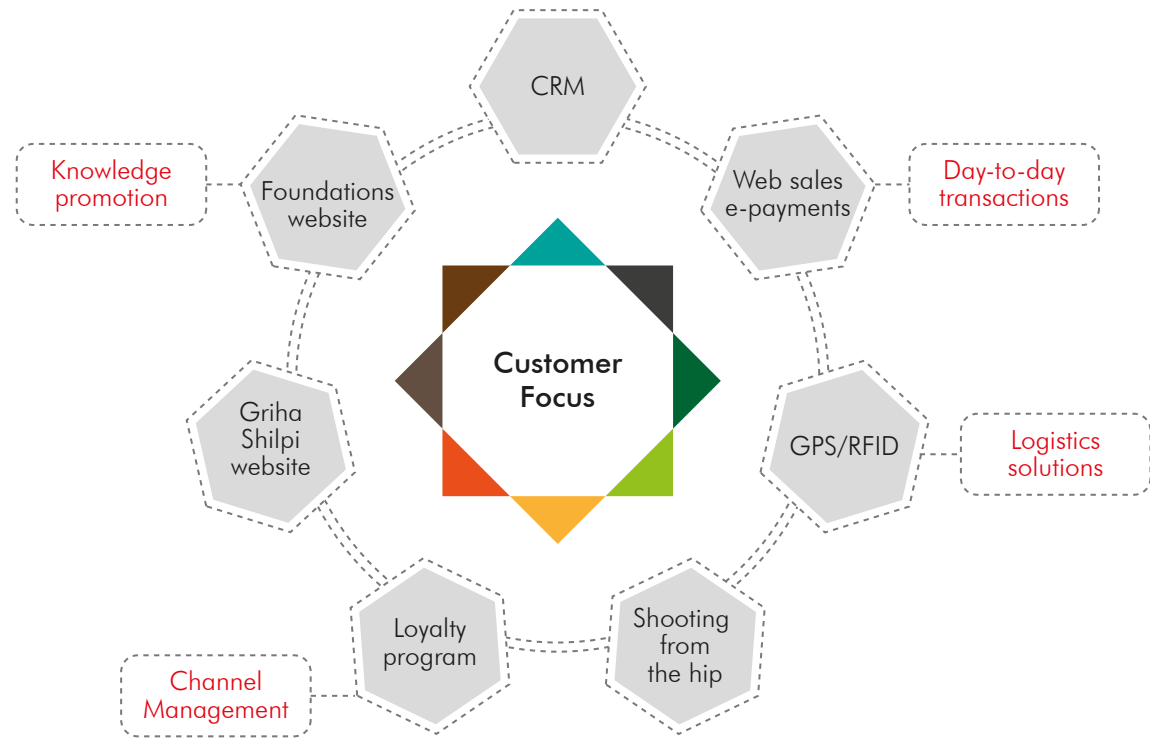 CRM
Knowledge
promotion
Foundations
website
Web sales
e-payments
Day-to-day
transactions
Customer
Focus
Griha
Shilpi
website
GPS/RFID
Logistics
solutions
Loyalty
program
Shooting
from
the hip
Channel
Management